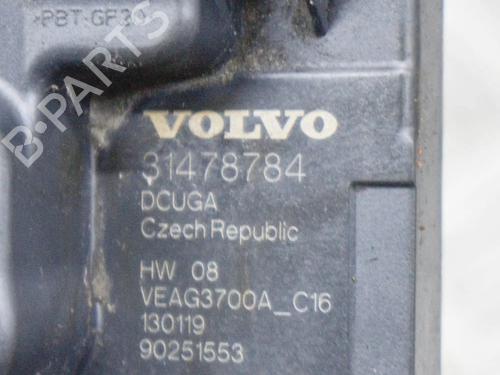 >PBT-GF30
B-PARTS
VOLVO
31478784
DCUGA
Czech Republic
HW 08
VEAG3700A_C16
130119
90251553